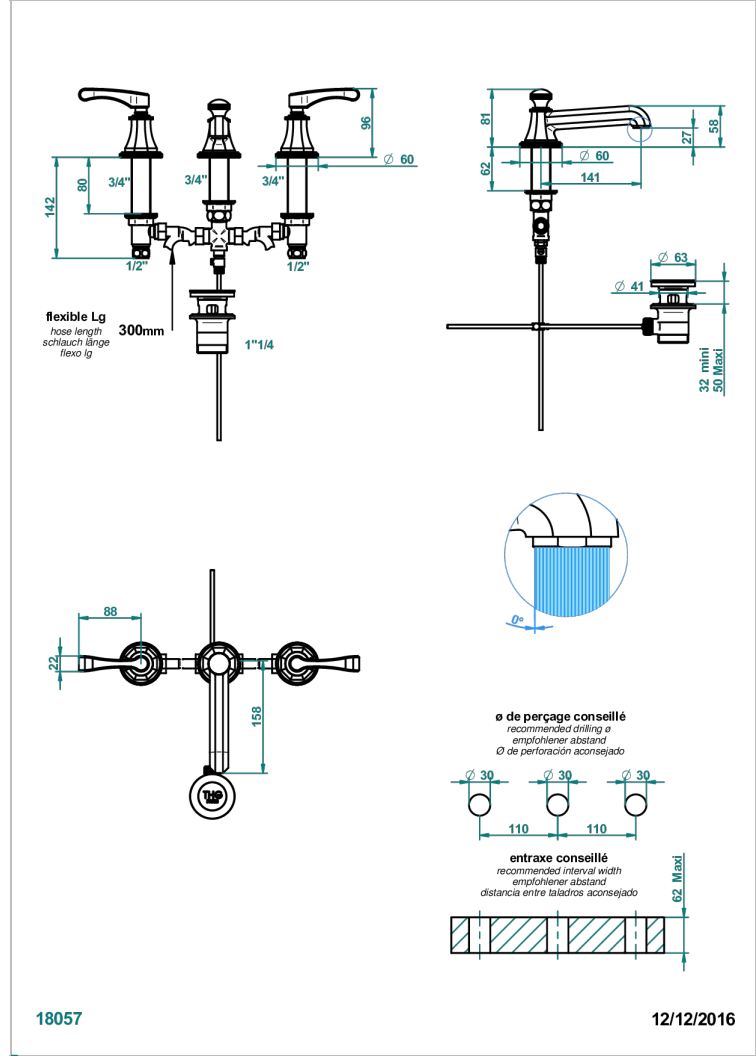 96
Ø 60
3/4"
3/4"
3/4"
80
142
1/2"
1/2"
flexible Lg
hose length
schlauch länge
flexo lg
300mm
1"1/4
81
62
58
27
Ø 60
141
Ø 63
Ø 41
32 mini
50 Maxi
0°
88
22
158
THG
ø de perçage conseillé
recommended drilling ø
empfohlener abstand
Ø de perforación aconsejado
Ø 30
Ø 30
Ø 30
110
110
entraxe conseillé
recommended interval width
empfohlener abstand
distancia entre taladros aconsejado
62 Maxi
18057
12/12/2016